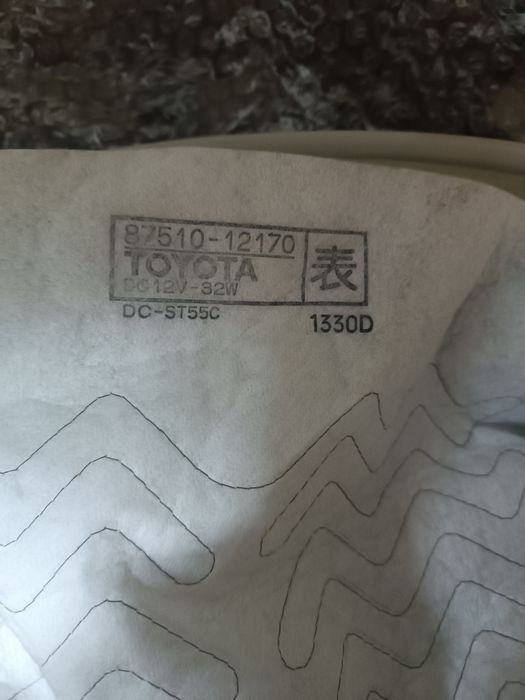 87510-12170
TOYOTA
DC12V-32W
表
DC-ST55C
1330D